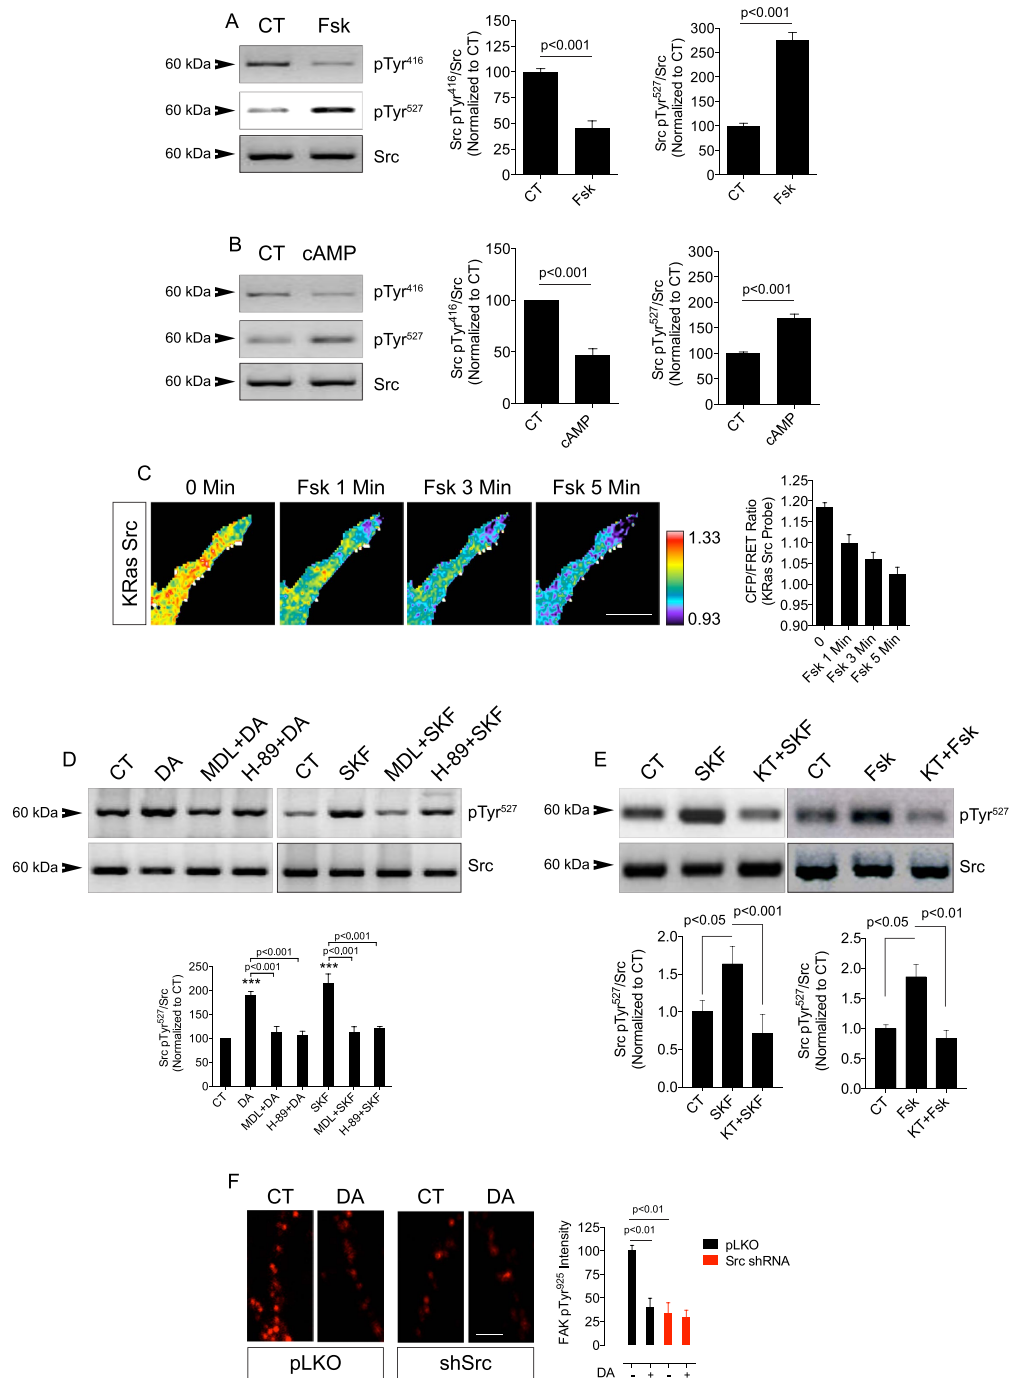 A
CT Fsk
60 kDa pTyr416
60 kDa pTyr527
60 kDa Src
Src pTyr416/Src
(Normalized to CT)
125
100
75
50
25
0
p<0.001
CT Fsk
Src pTyr527/Src
(Normalized to CT)
300
250
200
150
100
50
0
p<0.001
CT Fsk
B
CT cAMP
60 kDa pTyr416
60 kDa pTyr527
60 kDa Src
Src pTyr416/Src
(Normalized to CT)
150
100
50
0
p<0.001
CT cAMP
Src pTyr527/Src
(Normalized to CT)
300
250
200
150
100
50
0
p<0.001
CT cAMP
C
0 Min Fsk 1 Min Fsk 3 Min Fsk 5 Min
KRas Src
1.33
0.93
CFP/FRET Ratio
(KRas Src Probe)
1.25
1.20
1.15
1.10
1.05
1.00
0.95
0.90
0 Fsk 1 Min Fsk 3 Min Fsk 5 Min
D
CT DA MDL+DA H-89+DA CT SKF MDL+SKF H-89+SKF
60 kDa pTyr527
60 kDa Src
Src pTyr527/Src
(Normalized to CT)
250
200
150
100
50
0
p<0.001
p<0.001
***
p<0,001
p<0,001
***
CT DA MDL+DA H-89+DA SKF MDL+SKF H-89+SKF
E
CT SKF KT+SKF CT Fsk KT+Fsk
60 kDa pTyr527
60 kDa Src
Src pTyr527/Src
(Normalized to CT)
2.0
1.5
1.0
0.5
0.0
p<0.05 p<0.001
CT SKF KT+SKF
Src pTyr527/Src
(Normalized to CT)
2.5
2.0
1.5
1.0
0.5
0.0
p<0.05 p<0.01
CT Fsk KT+Fsk
F
CT DA CT DA
pLKO shSrc
FAK pTyr925 Intensity
125
100
75
50
25
0
p<0.01
p<0.01
pLKO
Src shRNA
DA - + - +